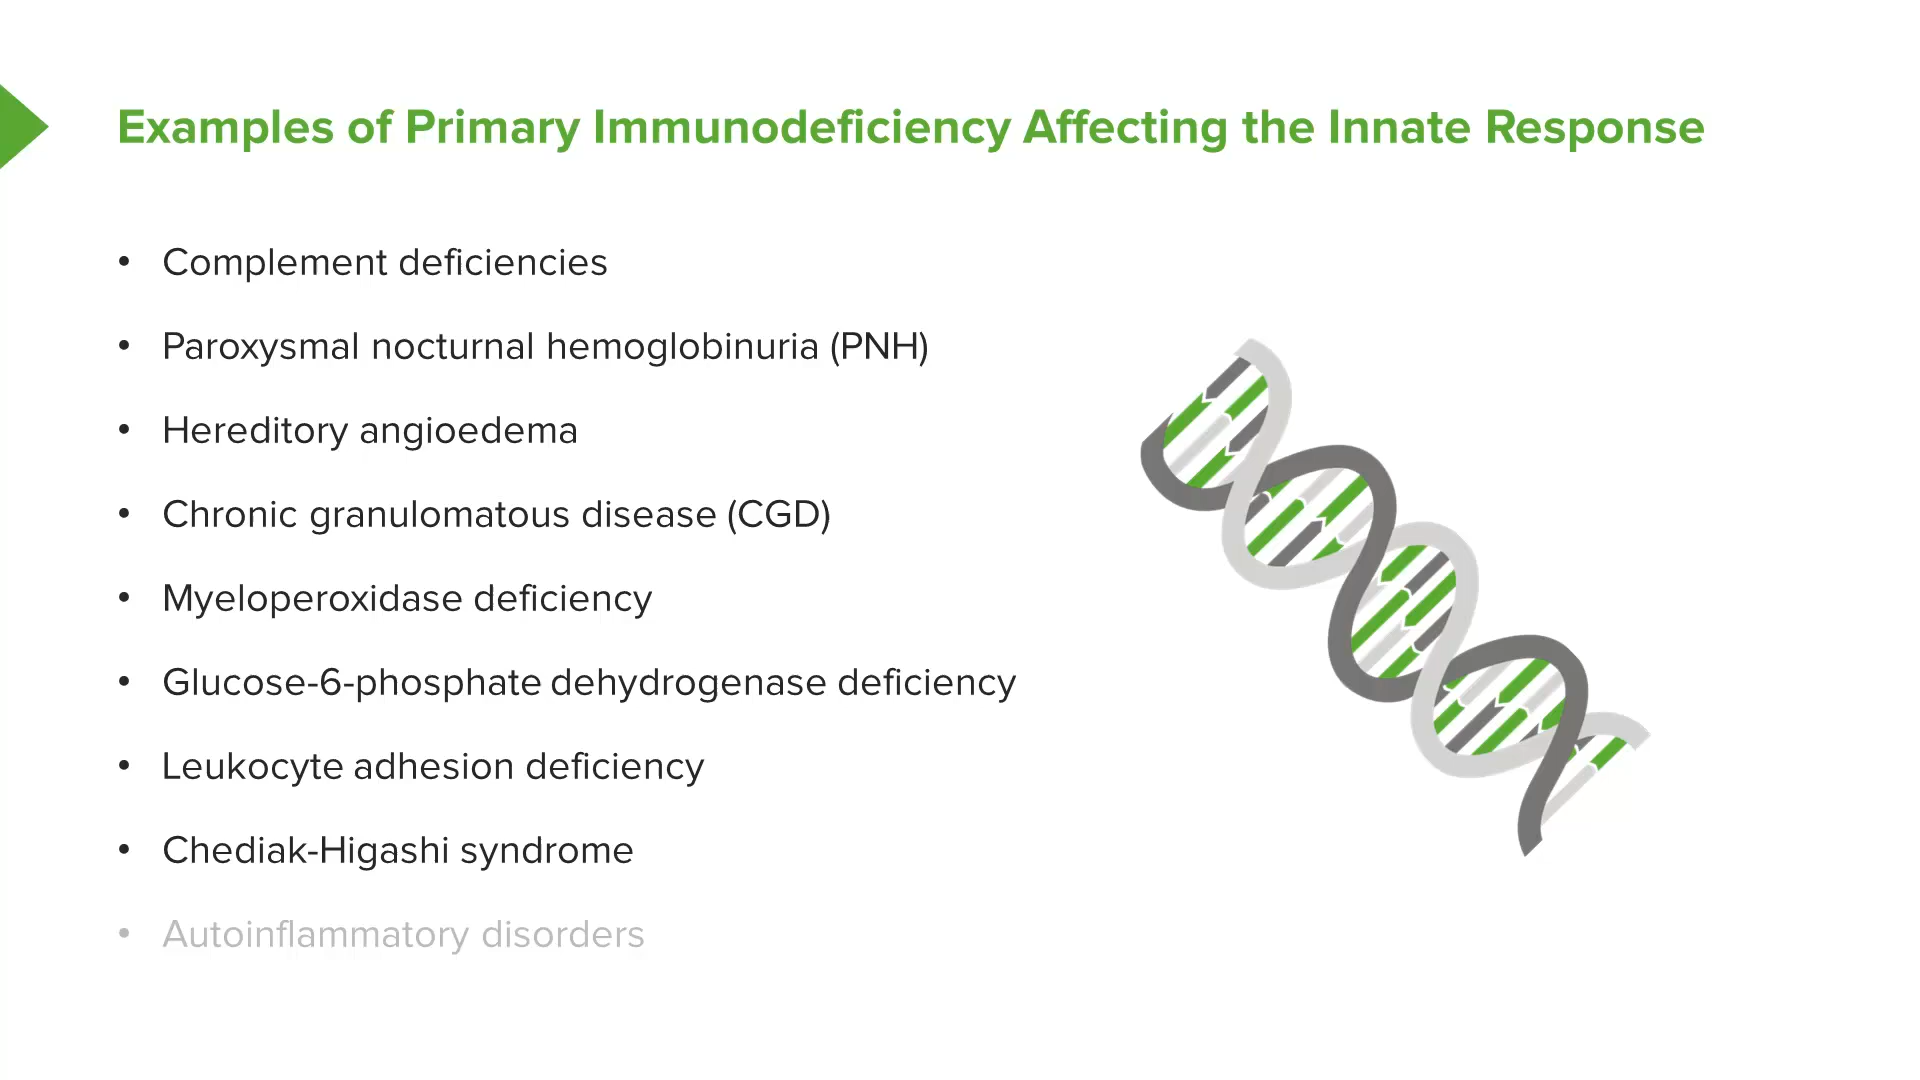 Examples of Primary Immunodeficiency Affecting the Innate Response
• Complement deficiencies
• Paroxysmal nocturnal hemoglobinuria (PNH)
• Hereditory angioedema
• Chronic granulomatous disease (CGD)
• Myeloperoxidase deficiency
• Glucose-6-phosphate dehydrogenase deficiency
• Leukocyte adhesion deficiency
• Chediak-Higashi syndrome
• Autoinflammatory disorders